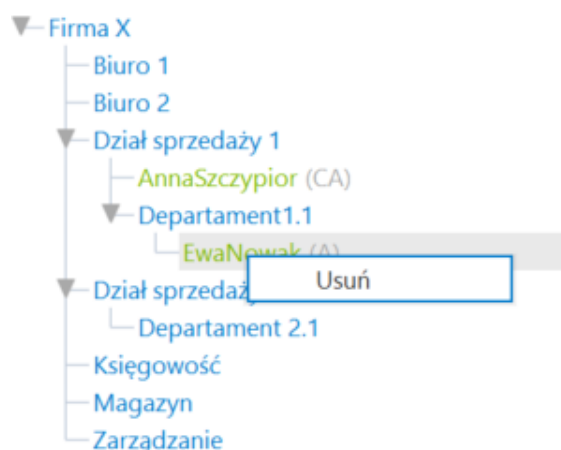 Firma X
Biuro 1
Biuro 2
Dział sprzedaży 1
AnnaSzczypior (CA)
Departament1.1
EwaNowak (A)
Usuń
Dział sprzedaży
Departament 2.1
Księgowość
Magazyn
Zarządzanie